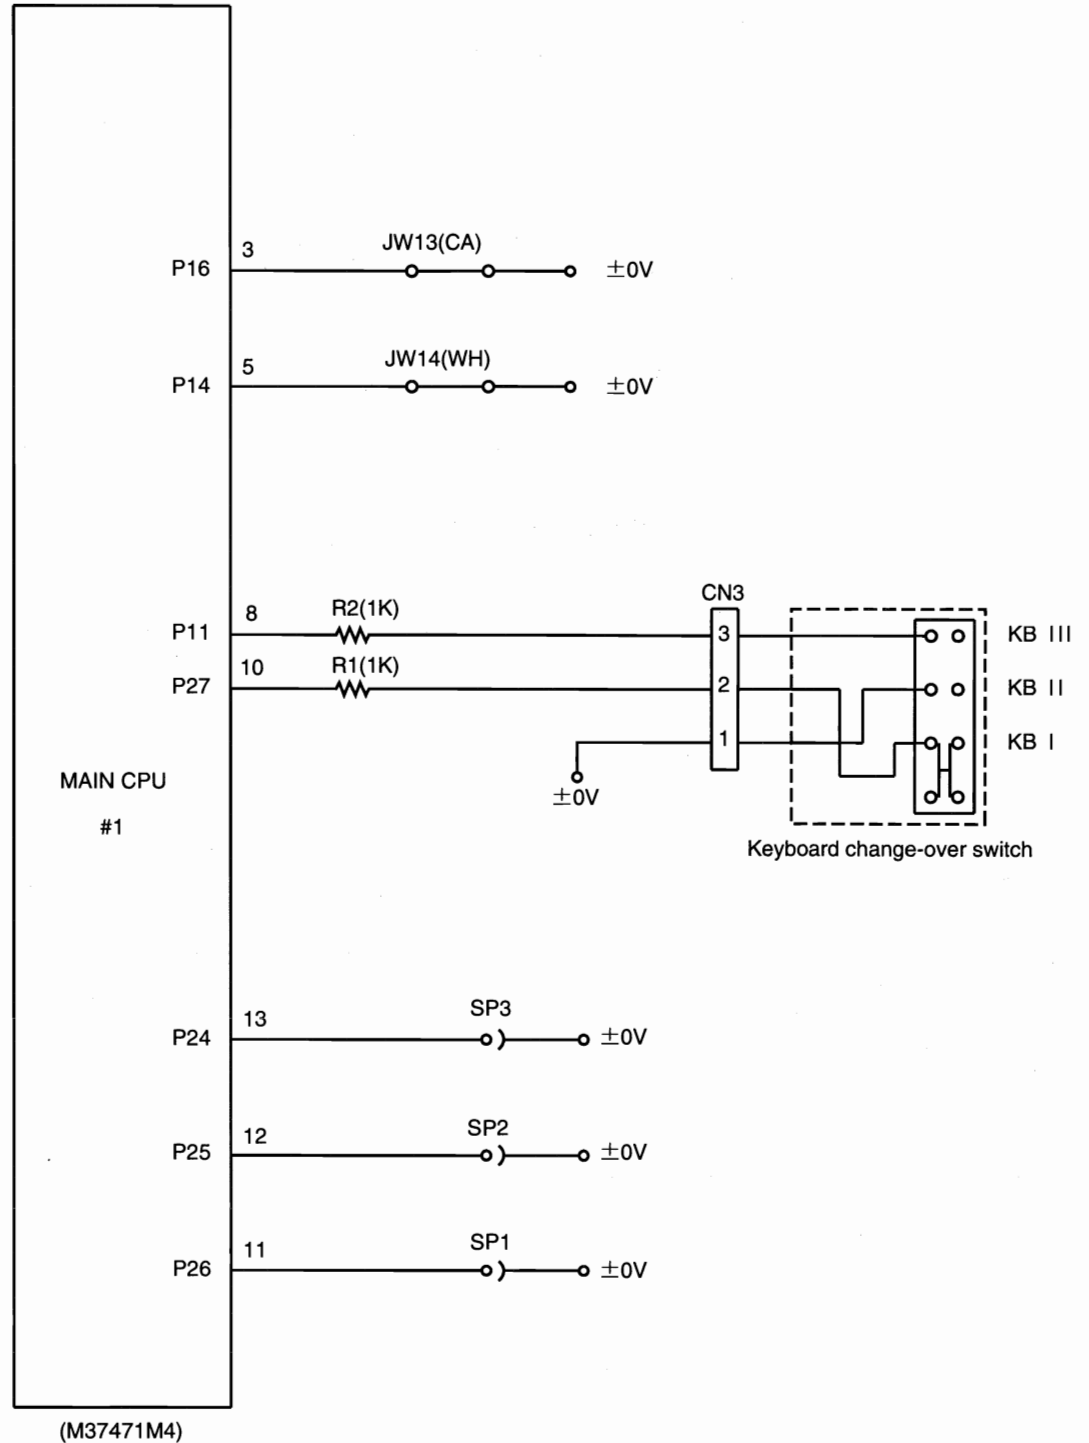 JW13(CA)
3
P16
±0V
JW14(WH)
5
P14
±0V
CN3
8
R2(1K)
P11
3
KB III
10
R1(1K)
P27
2
KB II
1
KB I
±0V
MAIN CPU
#1
Keyboard change-over switch
SP3
13
P24
±0V
SP2
12
P25
±0V
SP1
11
P26
±0V
(M37471M4)